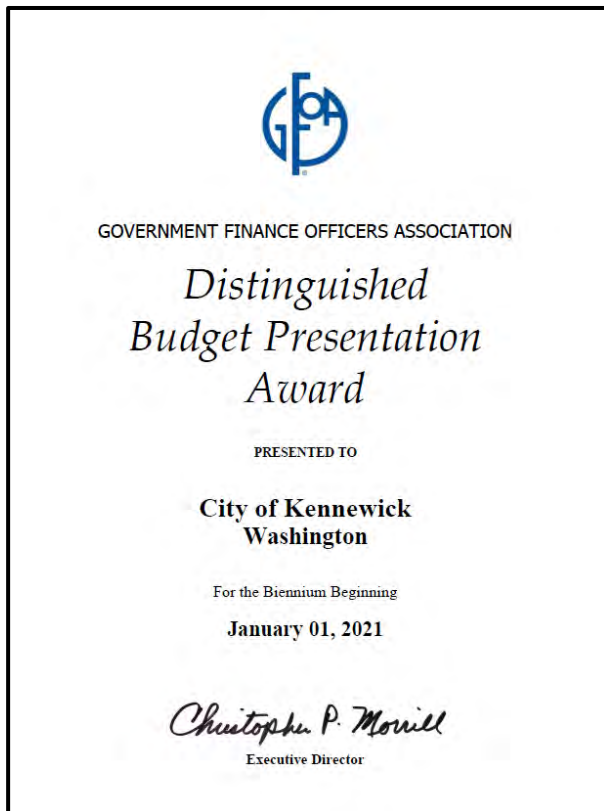 GFOA
GOVERNMENT FINANCE OFFICERS ASSOCIATION
Distinguished
Budget Presentation
Award
PRESENTED TO
City of Kennewick
Washington
For the Biennium Beginning
January 01, 2021
Christopher P. Morrill
Executive Director